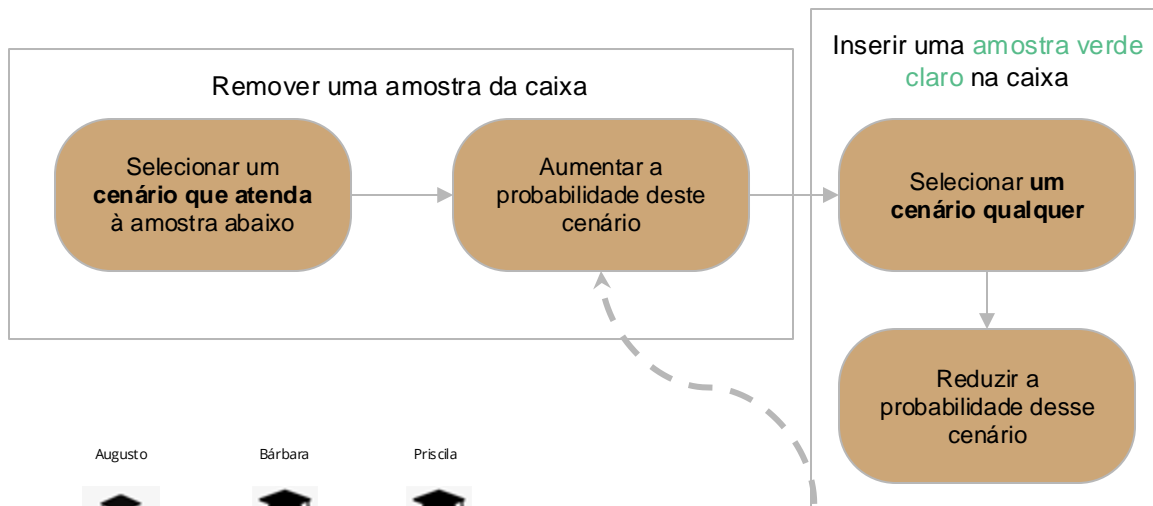 Remover uma amostra da caixa
Selecionar um
cenário que atenda
à amostra abaixo
Aumentar a
probabilidade deste
cenário
Inserir uma amostra verde
claro na caixa
Selecionar um
cenário qualquer
Reduzir a
probabilidade desse
cenário
Augusto
Bárbara
Priscila